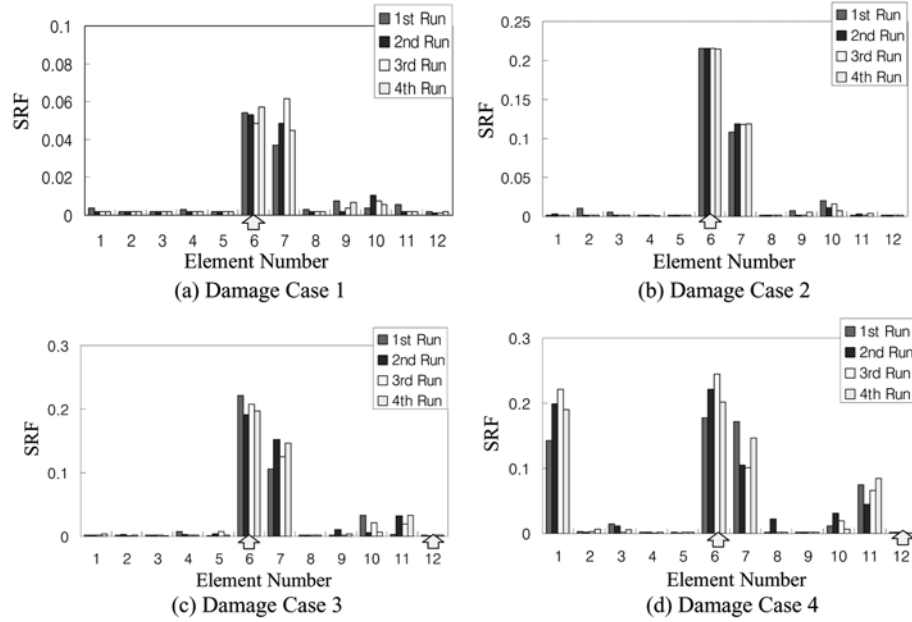 0.1
0.08
0.06
0.04
0.02
0
SRF
1st Run
2nd Run
3rd Run
4th Run
1 2 3 4 5 6 7 8 9 10 11 12
Element Number
(a) Damage Case 1
0.25
0.2
0.15
0.1
0.05
0
SRF
1st Run
2nd Run
3rd Run
4th Run
1 2 3 4 5 6 7 8 9 10 11 12
Element Number
(b) Damage Case 2
0.3
0.2
0.1
0
SRF
1st Run
2nd Run
3rd Run
4th Run
1 2 3 4 5 6 7 8 9 10 11 12
Element Number
(c) Damage Case 3
0.3
0.2
0.1
0
SRF
1st Run
2nd Run
3rd Run
4th Run
1 2 3 4 5 6 7 8 9 10 11 12
Element Number
(d) Damage Case 4